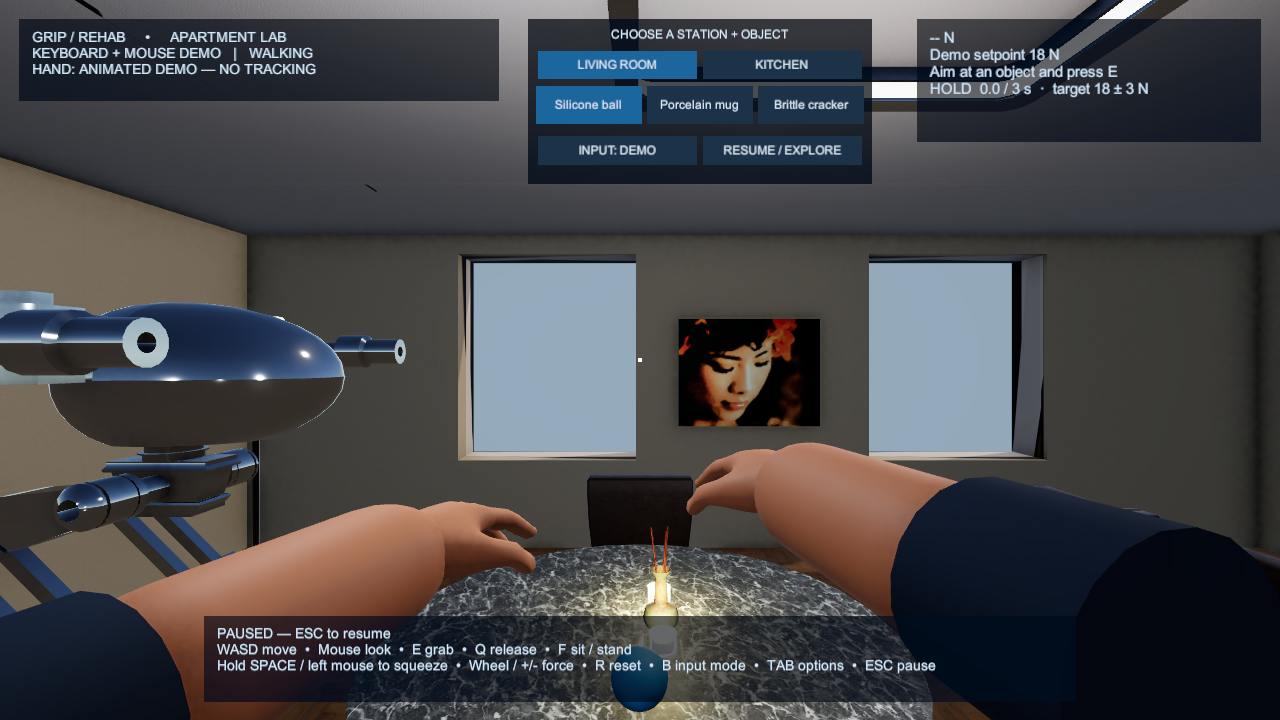 GRIP / REHAB • APARTMENT LAB
KEYBOARD + MOUSE DEMO | WALKING
HAND: ANIMATED DEMO — NO TRACKING
CHOOSE A STATION + OBJECT
LIVING ROOM KITCHEN
Silicone ball Porcelain mug Brittle cracker
INPUT: DEMO RESUME / EXPLORE
-- N
Demo setpoint 18 N
Aim at an object and press E
HOLD 0.0 / 3 s · target 18 ± 3 N
PAUSED — ESC to resume
WASD move • Mouse look • E grab • Q release • F sit / stand
Hold SPACE / left mouse to squeeze • Wheel / +/- force • R reset • B input mode • TAB options • ESC pause